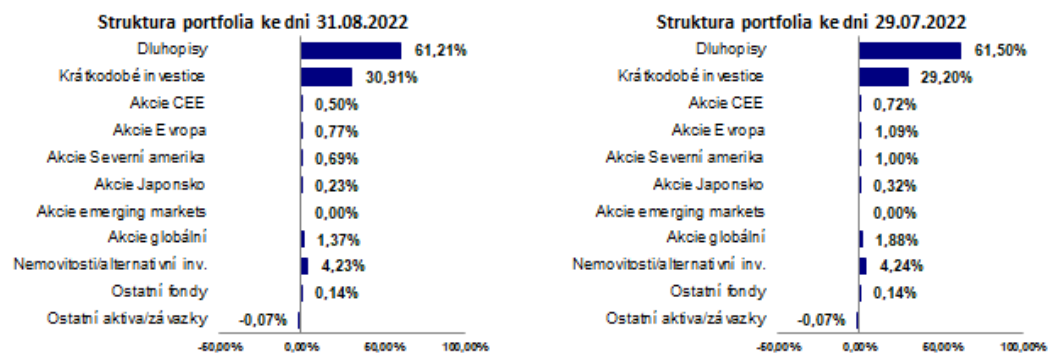 Struktura portfolia ke dni 31.08.2022
Dluhopisy 61,21%
Krátkodobé investice 30,91%
Akcie CEE 0,50%
Akcie Evropa 0,77%
Akcie Severní amerika 0,69%
Akcie Japonsko 0,23%
Akcie emerging markets 0,00%
Akcie globální 1,37%
Nemovitosti/alternativní inv. 4,23%
Ostatní fondy 0,14%
Ostatní aktiva/závazky -0,07%
-50,00% 0,00% 50,00% 100,00%
Struktura portfolia ke dni 29.07.2022
Dluhopisy 61,50%
Krátkodobé investice 29,20%
Akcie CEE 0,72%
Akcie Evropa 1,09%
Akcie Severní amerika 1,00%
Akcie Japonsko 0,32%
Akcie emerging markets 0,00%
Akcie globální 1,88%
Nemovitosti/alternativní inv. 4,24%
Ostatní fondy 0,14%
Ostatní aktiva/závazky -0,07%
-50,00% 0,00% 50,00% 100,00%